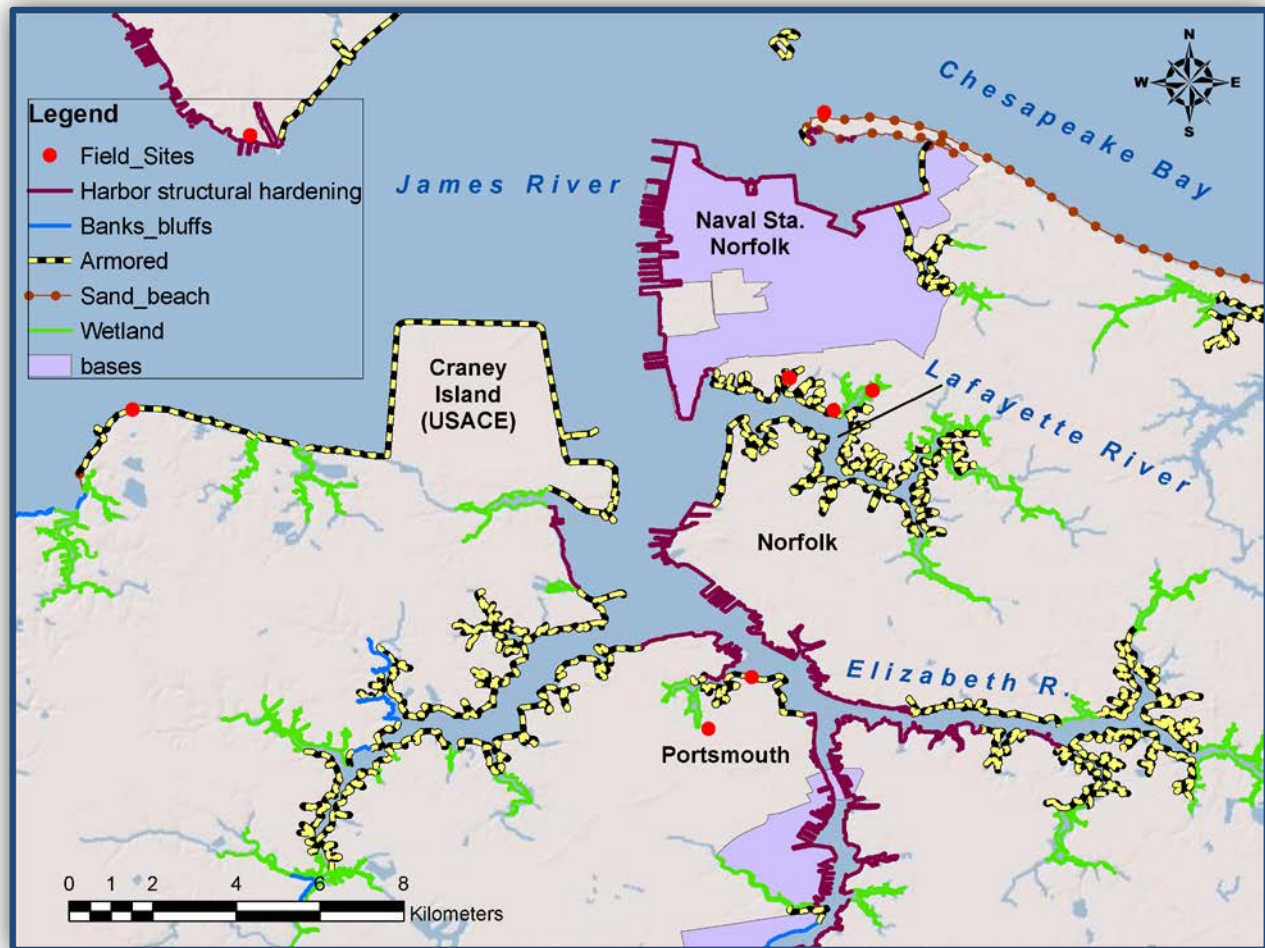 N
W E
S
Chesapeake Bay
Legend
Field_Sites
Harbor structural hardening
Banks_bluffs
Armored
Sand_beach
Wetland
bases
James River
Naval Sta.
Norfolk
Craney
Island
(USACE)
Lafayette River
Norfolk
Elizabeth R.
Portsmouth
0 1 2 4 6 8
Kilometers